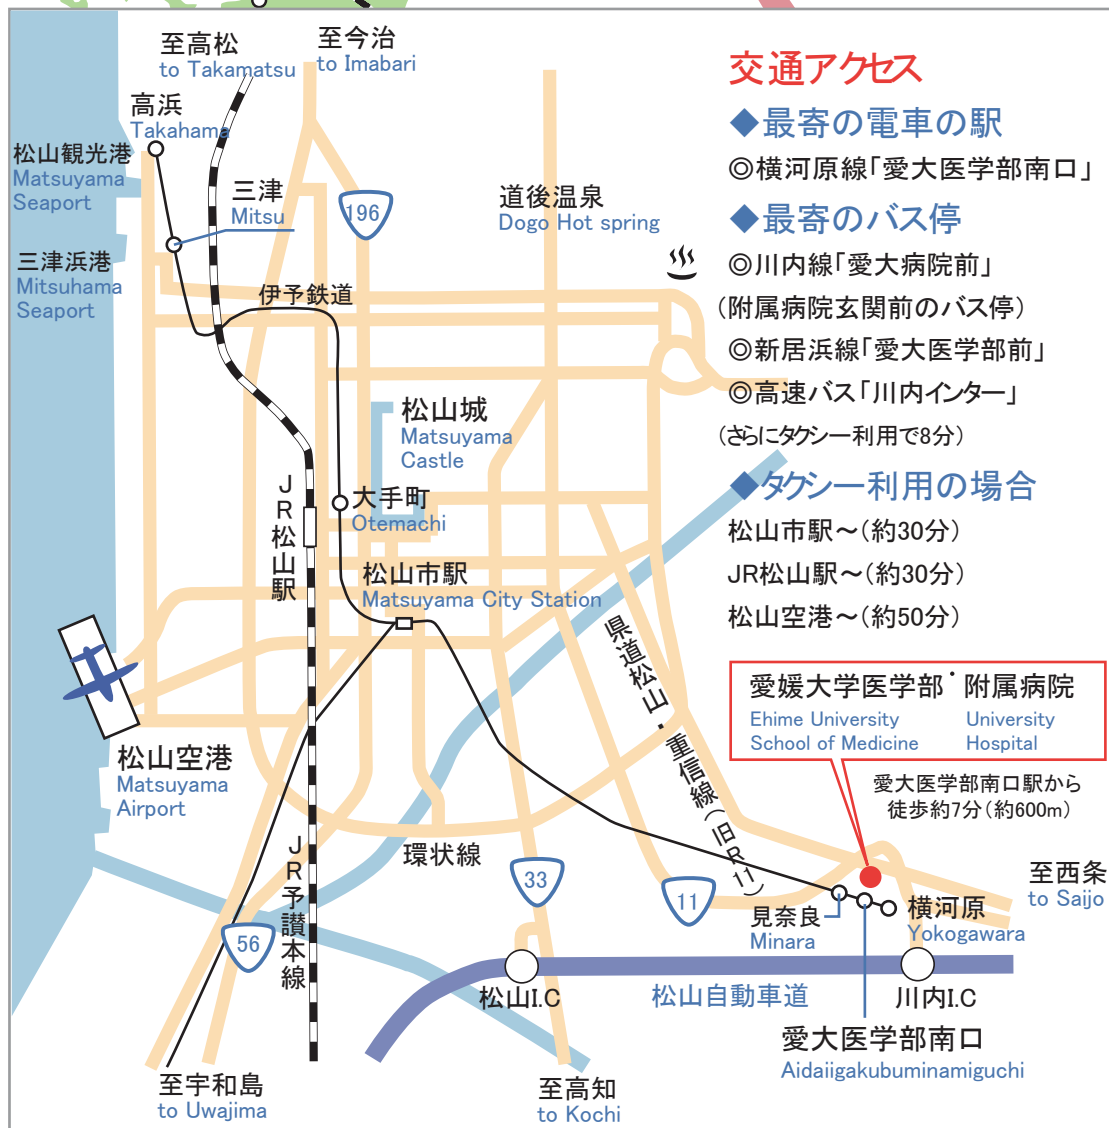 至高松
to Takamatsu
至今治
to Imabari
高浜
Takahama
松山観光港
Matsuyama
Seaport
三津
Mitsu
196
道後温泉
Dogo Hot spring
三津浜港
Mitsuhama
Seaport
伊予鉄道
松山城
Matsuyama
Castle
JR松山駅
大手町
Otemachi
松山市駅
Matsuyama City Station
松山空港
Matsuyama
Airport
県道松山・重信線(旧R11)
環状線
JR予讃本線
33
11
56
見奈良
Minara
横河原
Yokogawara
至西条
to Saijo
松山I.C
松山自動車道
川内I.C
愛大医学部南口
Aidaiigakubuminamiguchi
至宇和島
to Uwajima
至高知
to Kochi
交通アクセス
◆最寄の電車の駅
◎横河原線「愛大医学部南口」
◆最寄のバス停
◎川内線「愛大病院前」
(附属病院玄関前のバス停)
◎新居浜線「愛大医学部前」
◎高速バス「川内インター」
(さらにタクシー利用で8分)
◆タクシー利用の場合
松山市駅～(約30分)
JR松山駅～(約30分)
松山空港～(約50分)
愛媛大学医学部・附属病院
Ehime University
School of Medicine
University
Hospital
愛大医学部南口駅から
徒歩約7分(約600m)